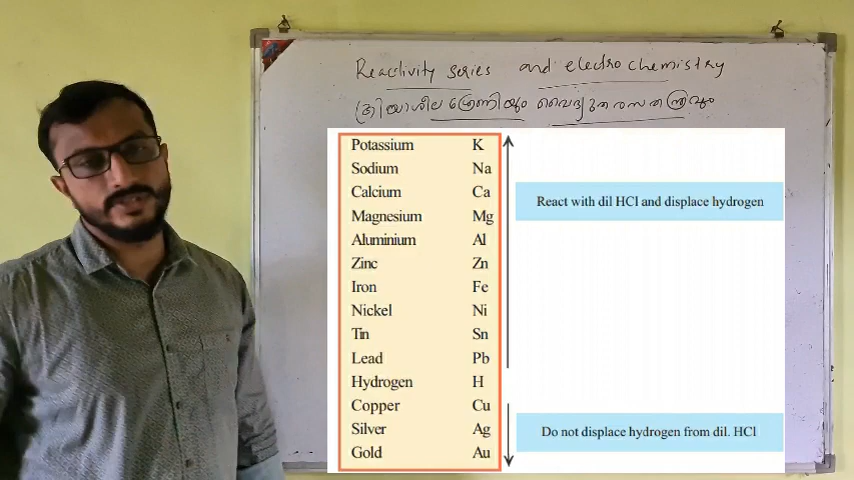 Reactivity series and electro chemistry
ക്രിയാശീല ശ്രേണിയും വൈദ്യുതരസതന്ത്രവും
Potassium K
Sodium Na
Calcium Ca
Magnesium Mg
Aluminium Al
Zinc Zn
Iron Fe
Nickel Ni
Tin Sn
Lead Pb
Hydrogen H
Copper Cu
Silver Ag
Gold Au
React with dil HCl and displace hydrogen
Do not displace hydrogen from dil. HCl